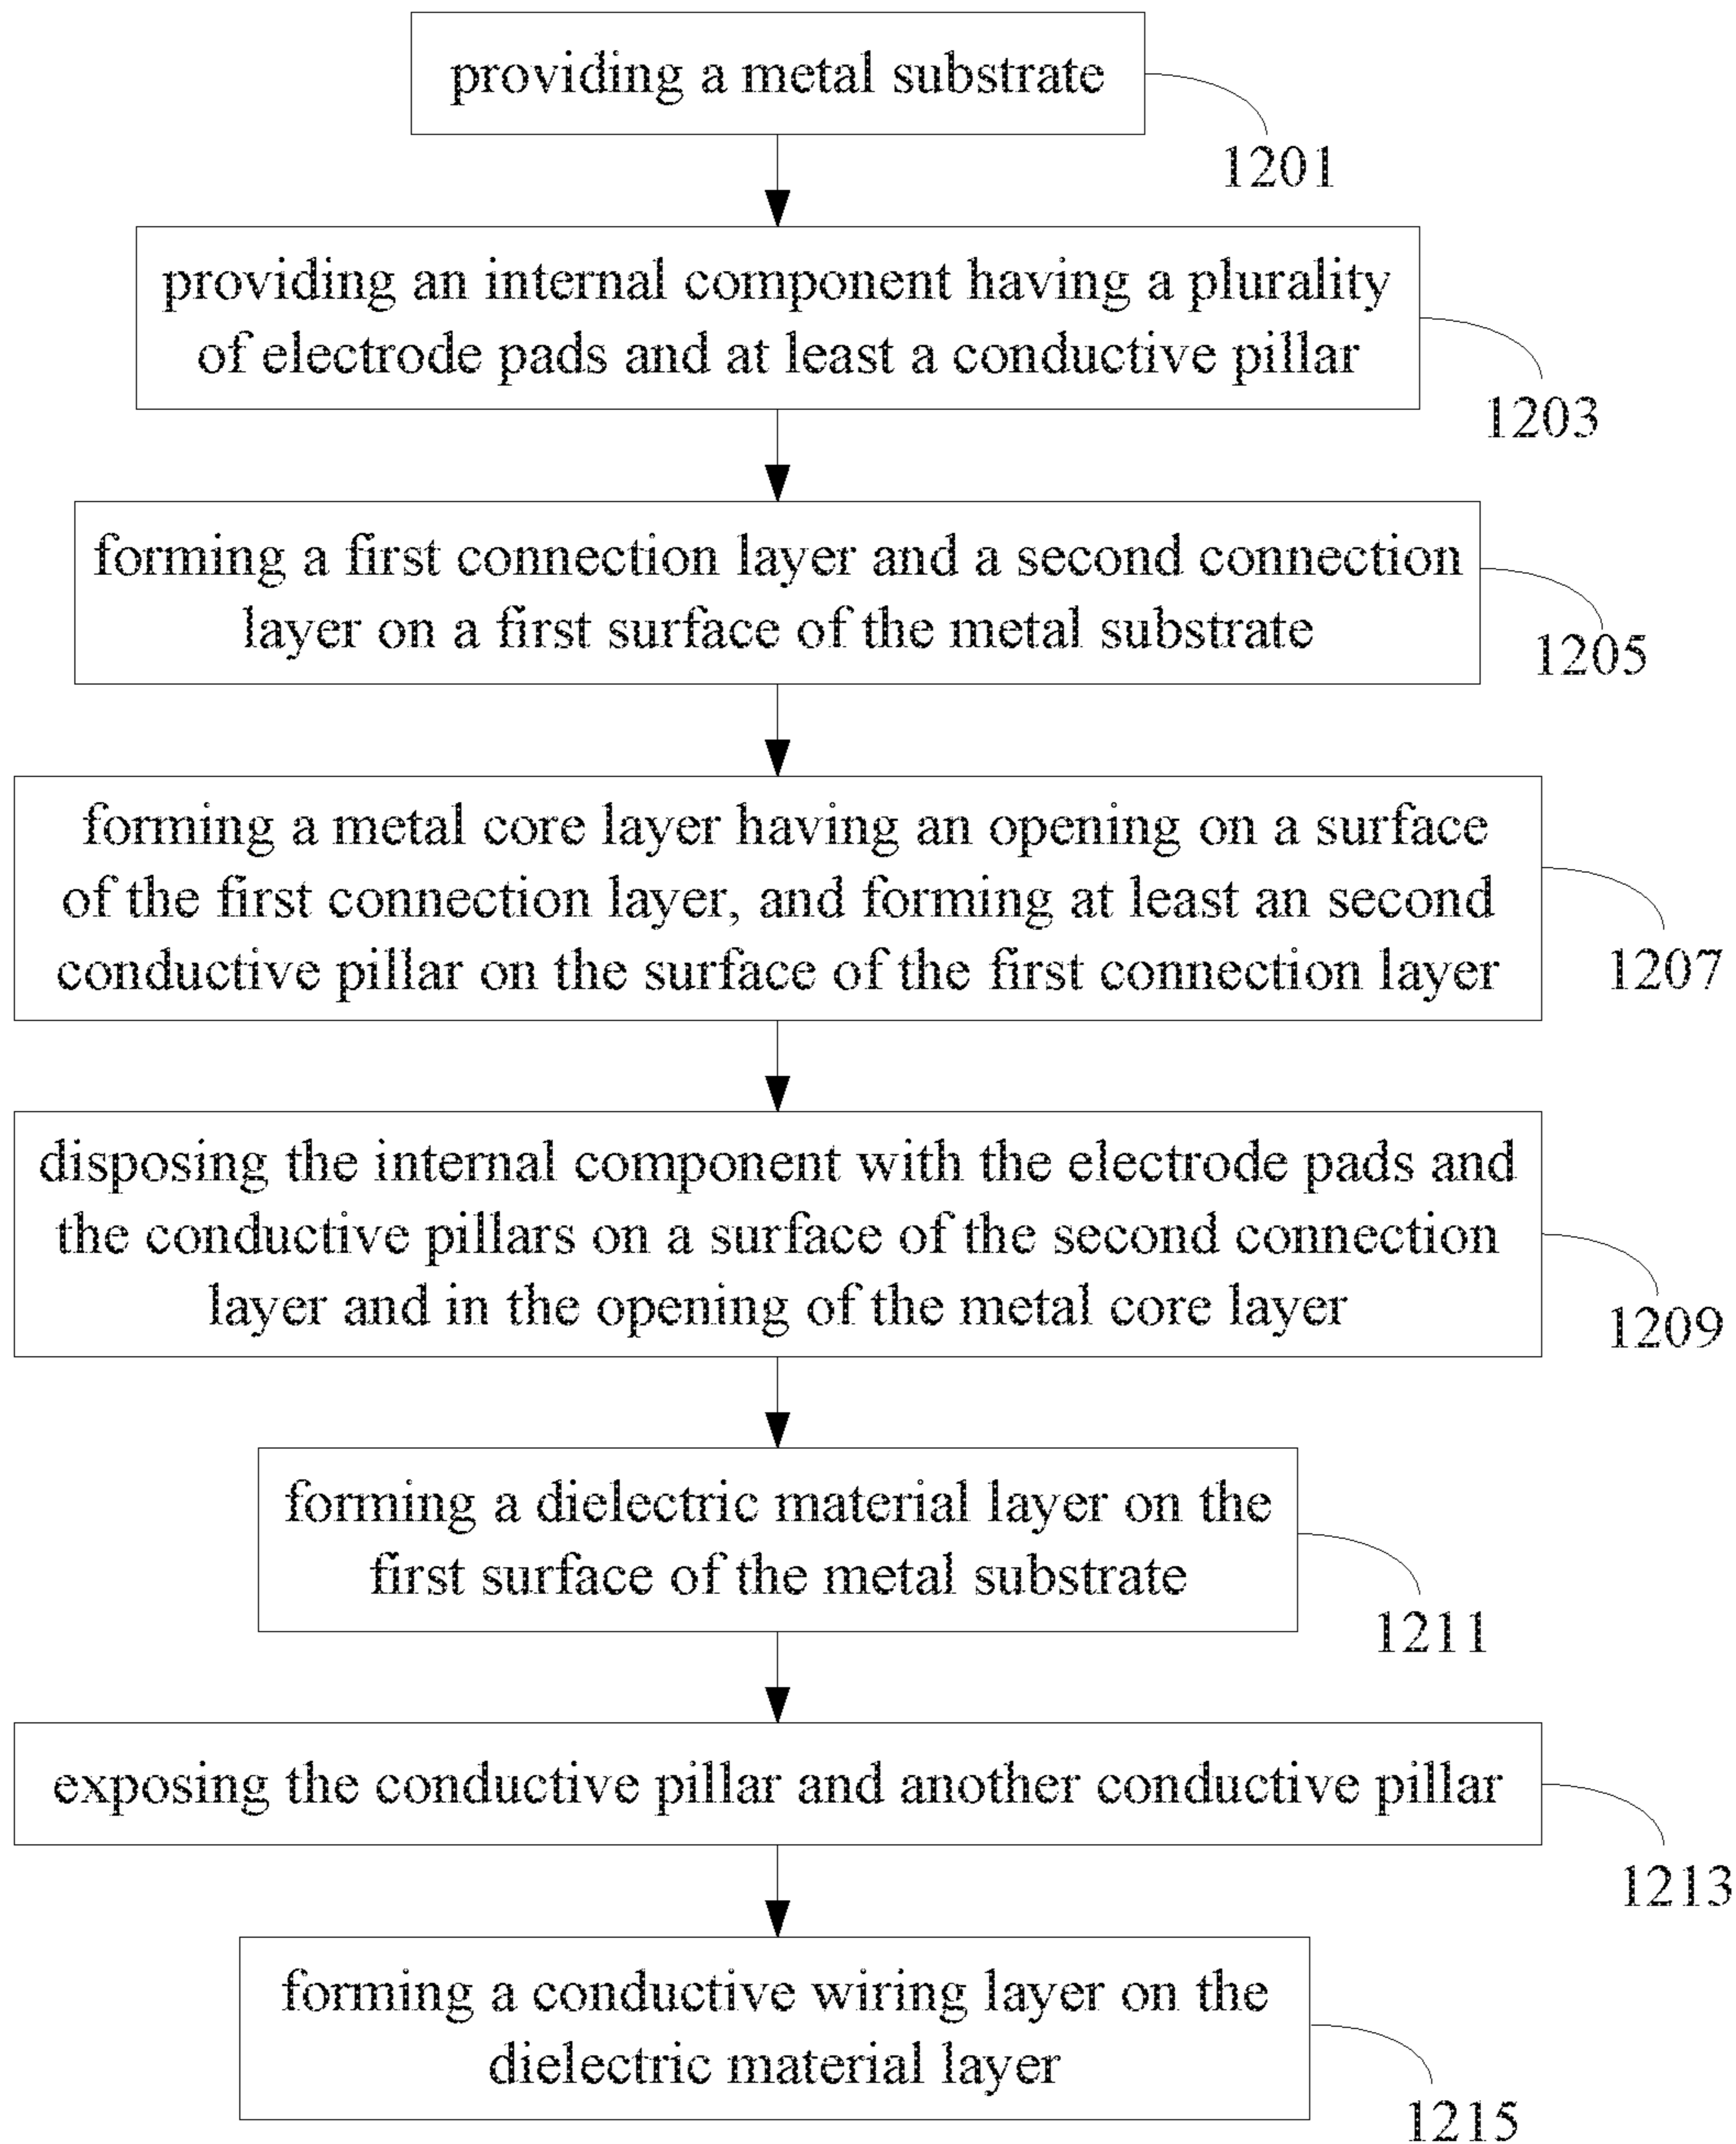 providing a metal substrate
1201
providing an internal component having a plurality
of electrode pads and at least a conductive pillar
1203
forming a first connection layer and a second connection
layer on a first surface of the metal substrate
1205
forming a metal core layer having an opening on a surface
of the first connection layer, and forming at least an second
conductive pillar on the surface of the first connection layer
1207
disposing the internal component with the electrode pads and
the conductive pillars on a surface of the second connection
layer and in the opening of the metal core layer
1209
forming a dielectric material layer on the
first surface of the metal substrate
1211
exposing the conductive pillar and another conductive pillar
1213
forming a conductive wiring layer on the
dielectric material layer
1215